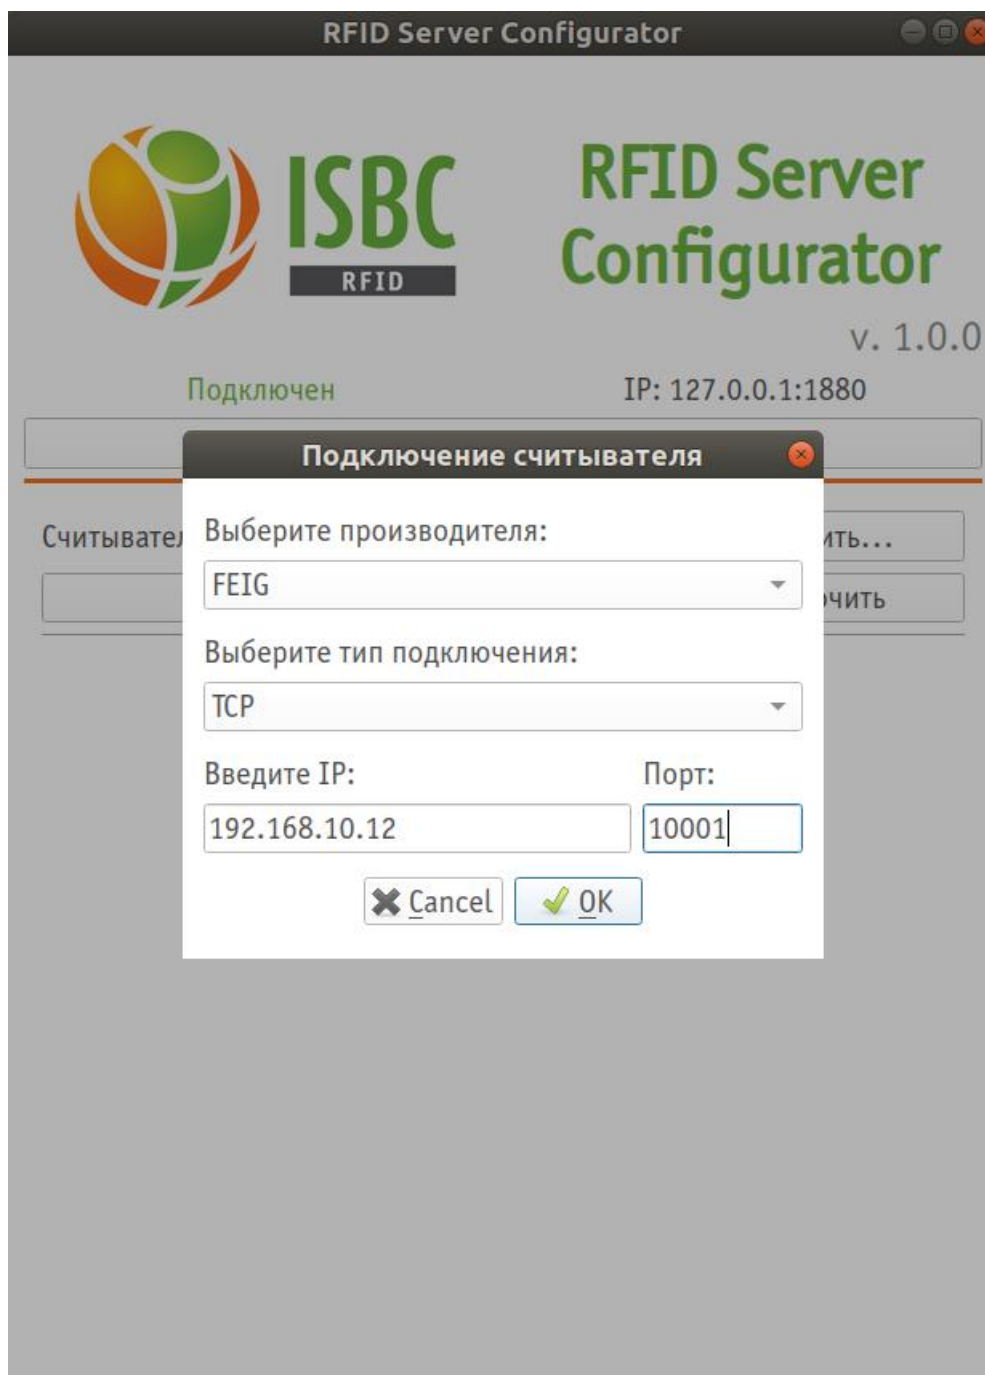 RFID Server Configurator
ISBC
RFID
RFID Server
Configurator
v. 1.0.0
Подключен
IP: 127.0.0.1:1880
Подключение считывателя
Выберите производителя:
FEIG
Выберите тип подключения:
TCP
Введите IP:
Порт:
192.168.10.12
10001
Cancel
OK